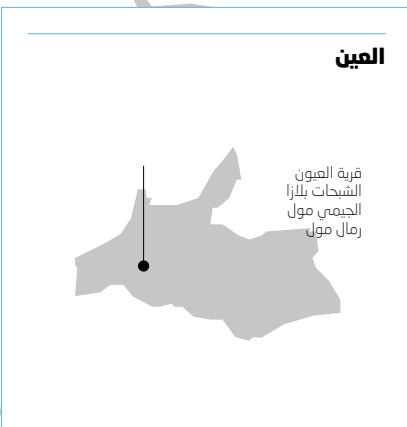 العين
قرية العيون
الشبحات بلازا
الجيمي مول
رمال مول